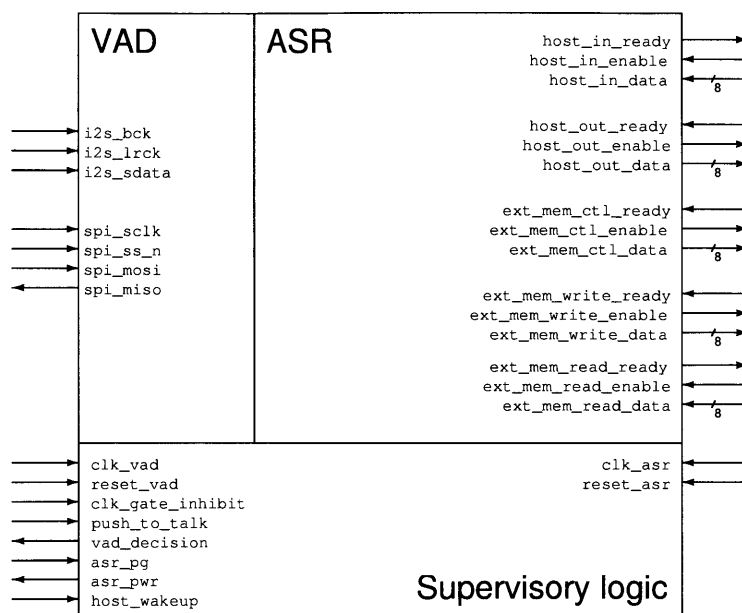 VAD
ASR
host_in_ready
host_in_enable
host_in_data
8
host_out_ready
host_out_enable
host_out_data
8
i2s_bck
i2s_lrck
i2s_sdata
ext_mem_ctl_ready
ext_mem_ctl_enable
ext_mem_ctl_data
8
spi_sclk
spi_ss_n
spi_mosi
spi_miso
ext_mem_write_ready
ext_mem_write_enable
ext_mem_write_data
8
ext_mem_read_ready
ext_mem_read_enable
ext_mem_read_data
8
clk_vad
reset_vad
clk_gate_inhibit
push_to_talk
vad_decision
asr_pg
asr_pwr
host_wakeup
clk_asr
reset_asr
Supervisory logic